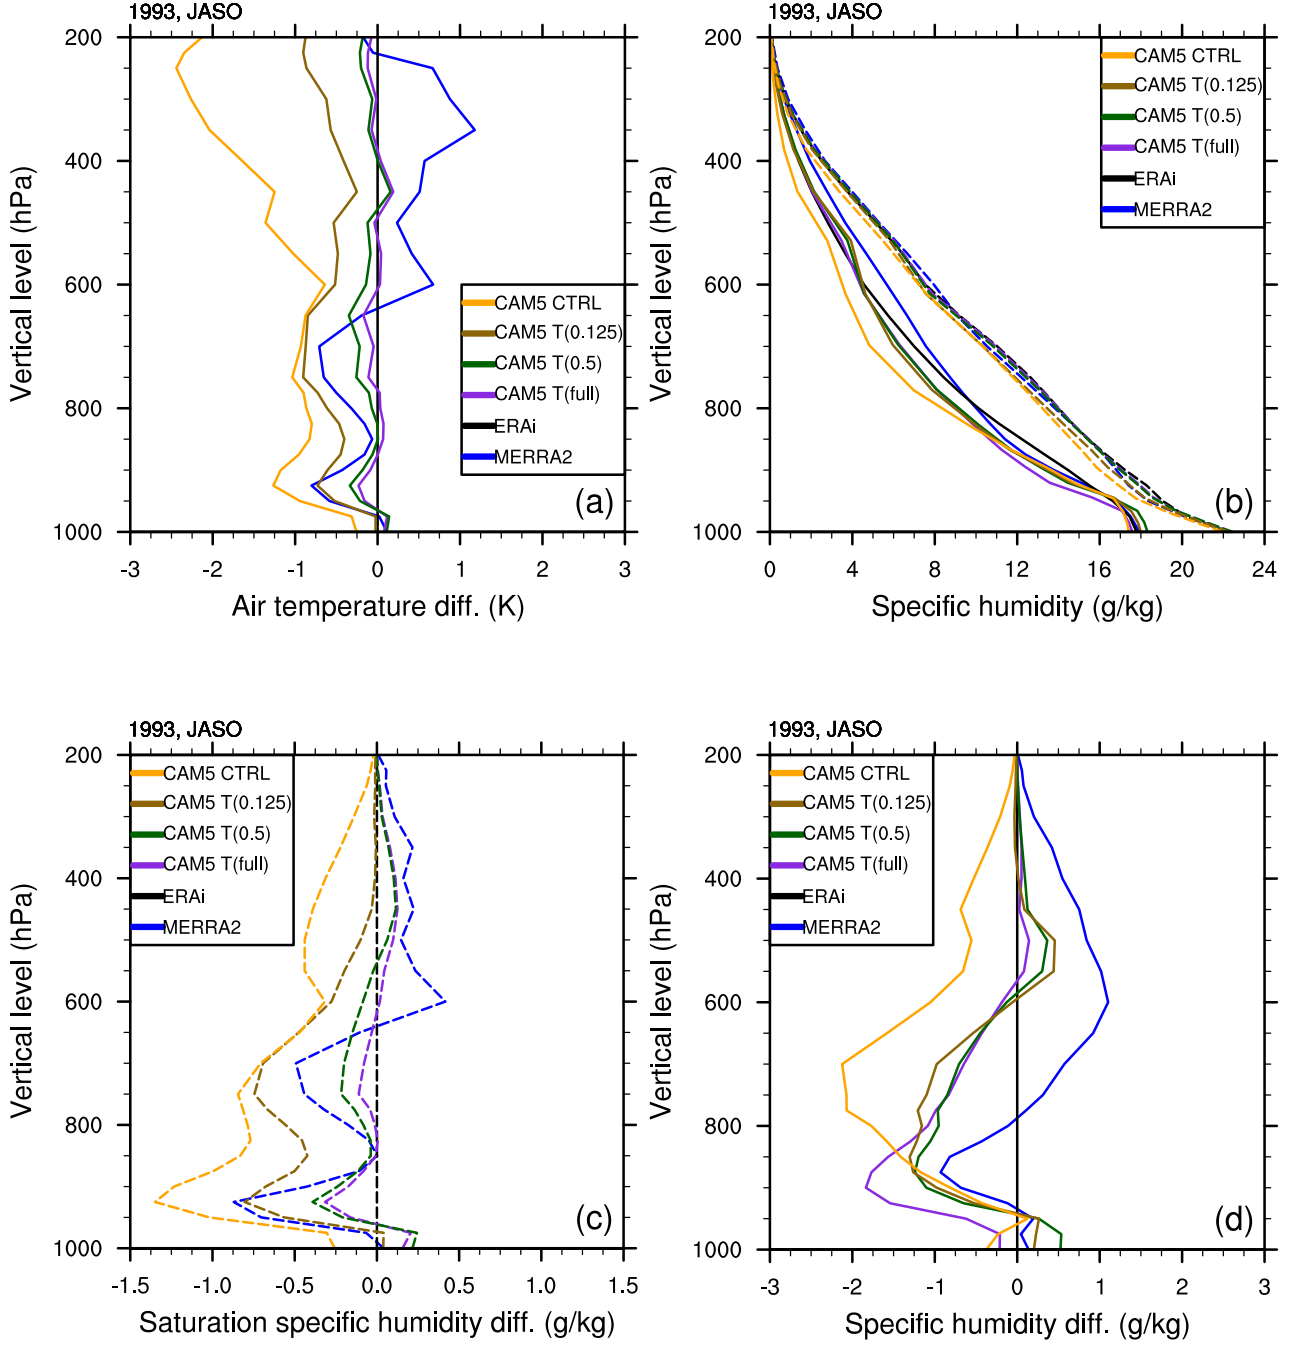 1993, JASO
200
400
600
800
1000
-3
-2
-1
0
1
2
3
Vertical level (hPa)
Air temperature diff. (K)
CAM5 CTRL
CAM5 T(0.125)
CAM5 T(0.5)
CAM5 T(full)
ERAi
MERRA2
(a)
1993, JASO
200
400
600
800
1000
0
4
8
12
16
20
24
Vertical level (hPa)
Specific humidity (g/kg)
CAM5 CTRL
CAM5 T(0.125)
CAM5 T(0.5)
CAM5 T(full)
ERAi
MERRA2
(b)
1993, JASO
200
400
600
800
1000
-1.5
-1.0
-0.5
0.0
0.5
1.0
1.5
Vertical level (hPa)
Saturation specific humidity diff. (g/kg)
CAM5 CTRL
CAM5 T(0.125)
CAM5 T(0.5)
CAM5 T(full)
ERAi
MERRA2
(c)
1993, JASO
200
400
600
800
1000
-3
-2
-1
0
1
2
3
Vertical level (hPa)
Specific humidity diff. (g/kg)
CAM5 CTRL
CAM5 T(0.125)
CAM5 T(0.5)
CAM5 T(full)
ERAi
MERRA2
(d)